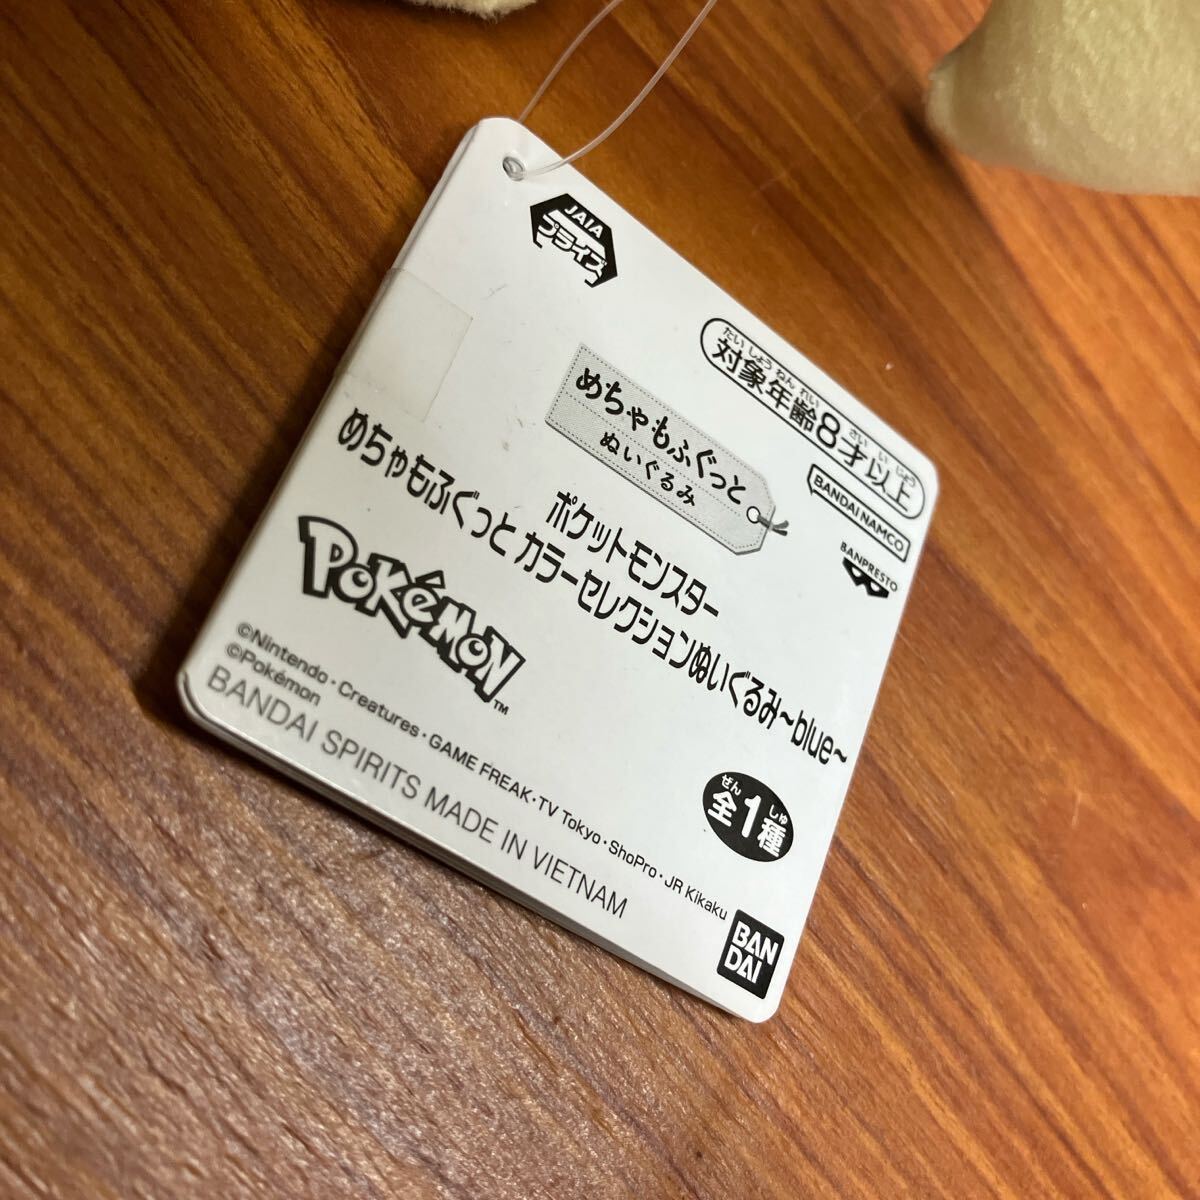 JAIA
プライズ
たいしょうねんれい さい いじょう
対象年齢8才以上
めちゃもふぐっと
ぬいぐるみ
BANDAI NAMCO
BANPRESTO
ポケットモンスター
めちゃもふぐっと カラーセレクションぬいぐるみ~blue~
POKéMON™
ぜん しゅ
全1種
©Nintendo・Creatures・GAME FREAK・TV Tokyo・ShoPro・JR Kikaku
©Pokémon
BANDAI SPIRITS MADE IN VIETNAM
BAN
DAI